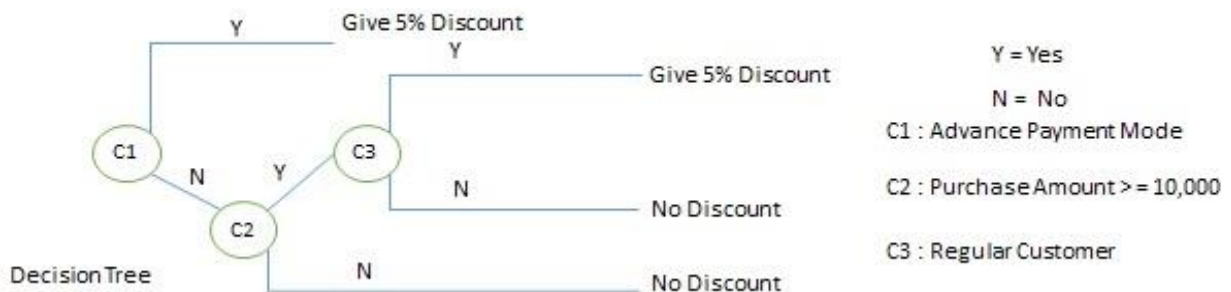 Y
Give 5% Discount
Y
Give 5% Discount
C1
N
Y
C3
N
No Discount
C2
N
No Discount
Decision Tree
Y = Yes
N = No
C1 : Advance Payment Mode
C2 : Purchase Amount >= 10,000
C3 : Regular Customer